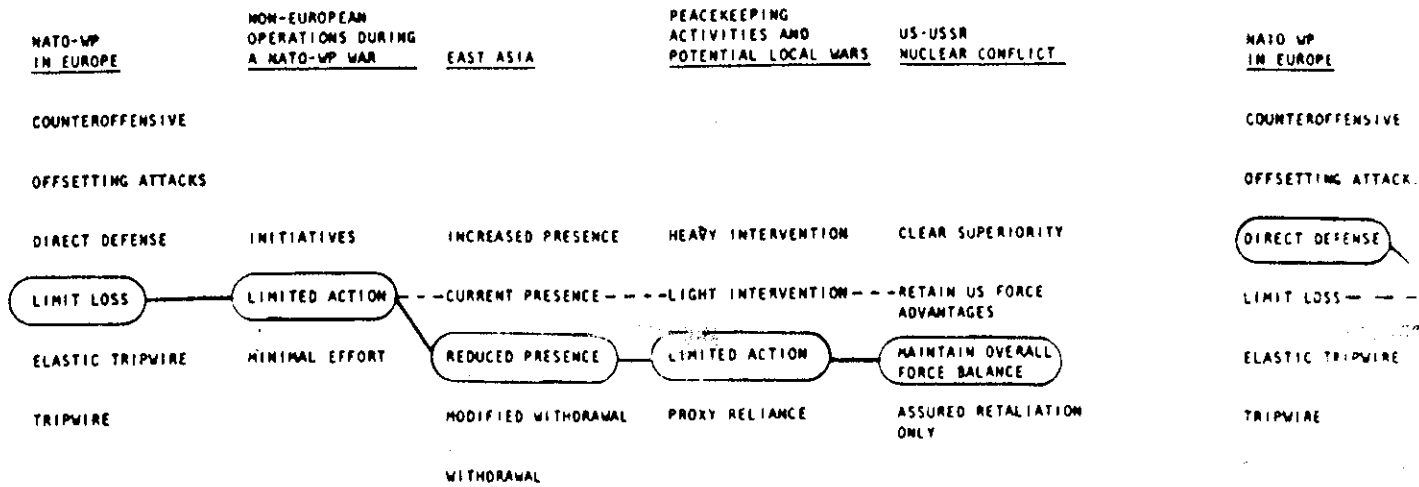 NATO-WP
IN EUROPE
COUNTEROFFENSIVE
OFFSETTING ATTACKS
DIRECT DEFENSE
LIMIT LOSS
ELASTIC TRIPWIRE
TRIPWIRE
NON-EUROPEAN
OPERATIONS DURING
A NATO-WP WAR
INITIATIVES
LIMITED ACTION
MINIMAL EFFORT
EAST ASIA
INCREASED PRESENCE
CURRENT PRESENCE
REDUCED PRESENCE
MODIFIED WITHDRAWAL
WITHDRAWAL
PEACEKEEPING
ACTIVITIES AND
POTENTIAL LOCAL WARS
HEAVY INTERVENTION
LIGHT INTERVENTION
LIMITED ACTION
PROXY RELIANCE
US-USSR
NUCLEAR CONFLICT
CLEAR SUPERIORITY
RETAIN US FORCE
ADVANTAGES
MAINTAIN OVERALL
FORCE BALANCE
ASSURED RETALIATION
ONLY
NATO WP
IN EUROPE
COUNTEROFFENSIVE
OFFSETTING ATTACK
DIRECT DEFENSE
LIMIT LOSS
ELASTIC TRIPWIRE
TRIPWIRE